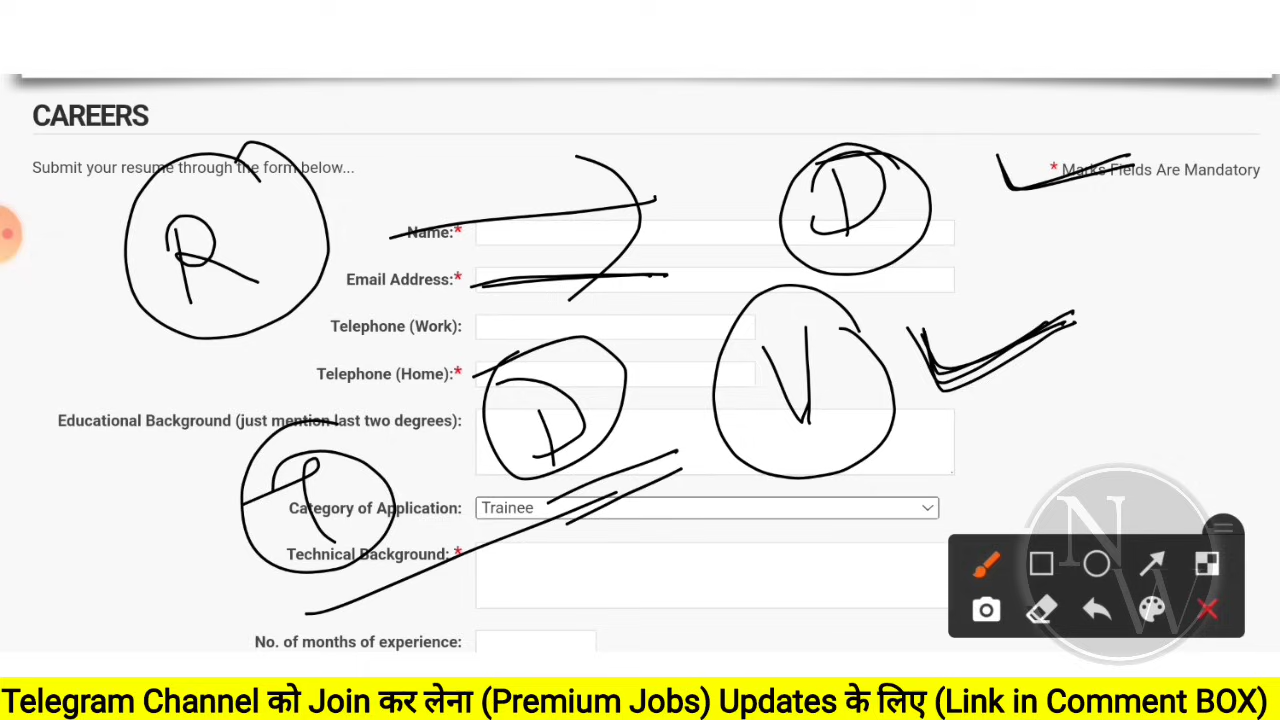 CAREERS
Submit your resume through the form below...
* Marks Fields Are Mandatory
R
D
Name:*
Email Address:*
Telephone (Work):
V
Telephone (Home):*
D
Educational Background (just mention last two degrees):
Category of Application: Trainee
Technical Background: *
No. of months of experience:
NW
Telegram Channel को Join कर लेना (Premium Jobs) Updates के लिए (Link in Comment BOX)